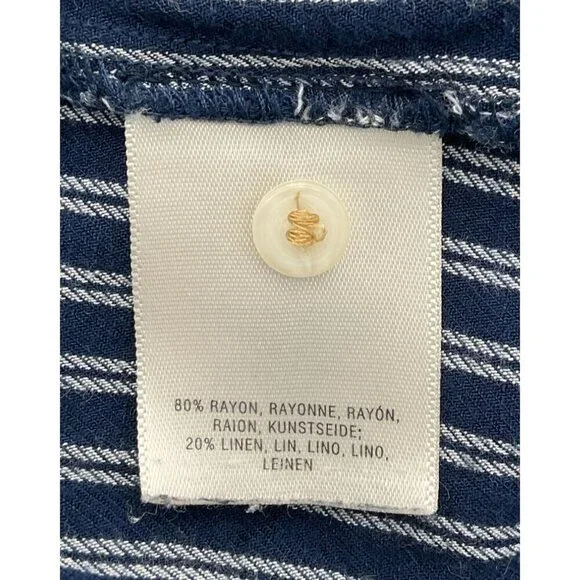 80% RAYON, RAYONNE, RAYÓN,
RAION, KUNSTSEIDE;
20% LINEN, LIN, LINO, LINO,
LEINEN